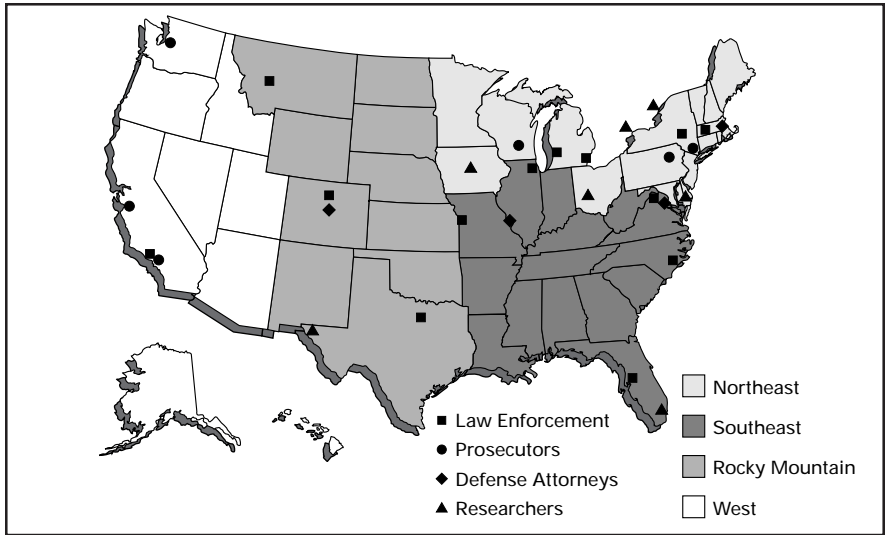 Law Enforcement
Prosecutors
Defense Attorneys
Researchers
Northeast
Southeast
Rocky Mountain
West